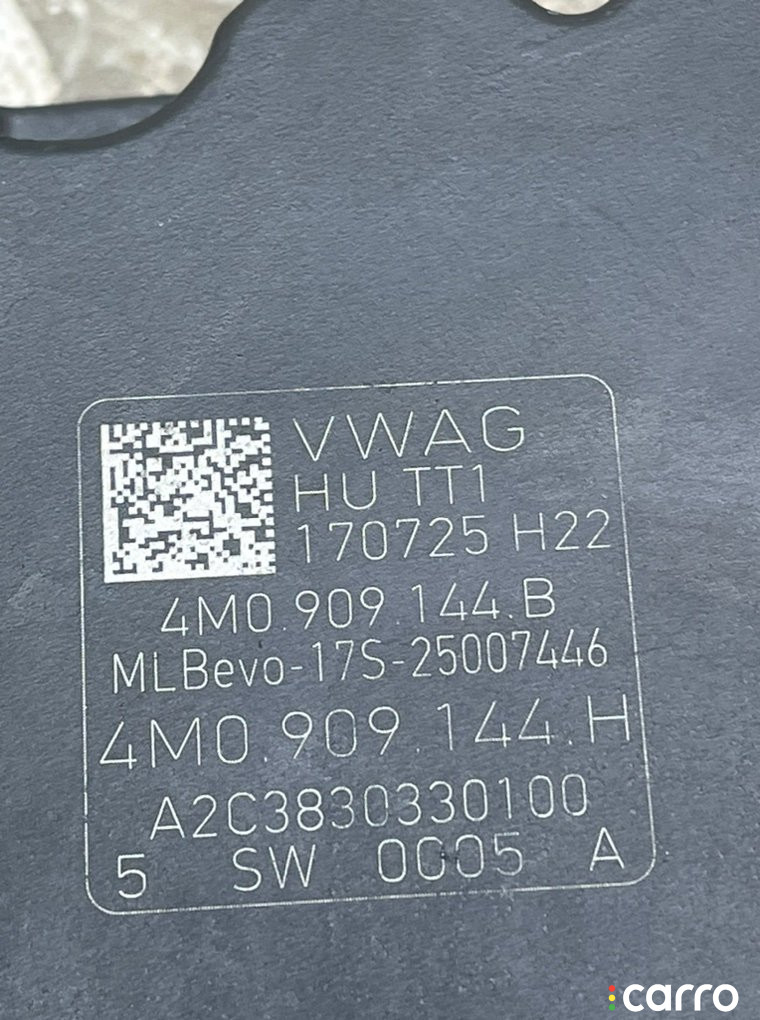 VWAG
HU TT1
170725 H22
4M0.909.144.B
MLBevo-17S-25007446
4M0.909.144.H
A2C3830330100
5 SW 0005 A
carro